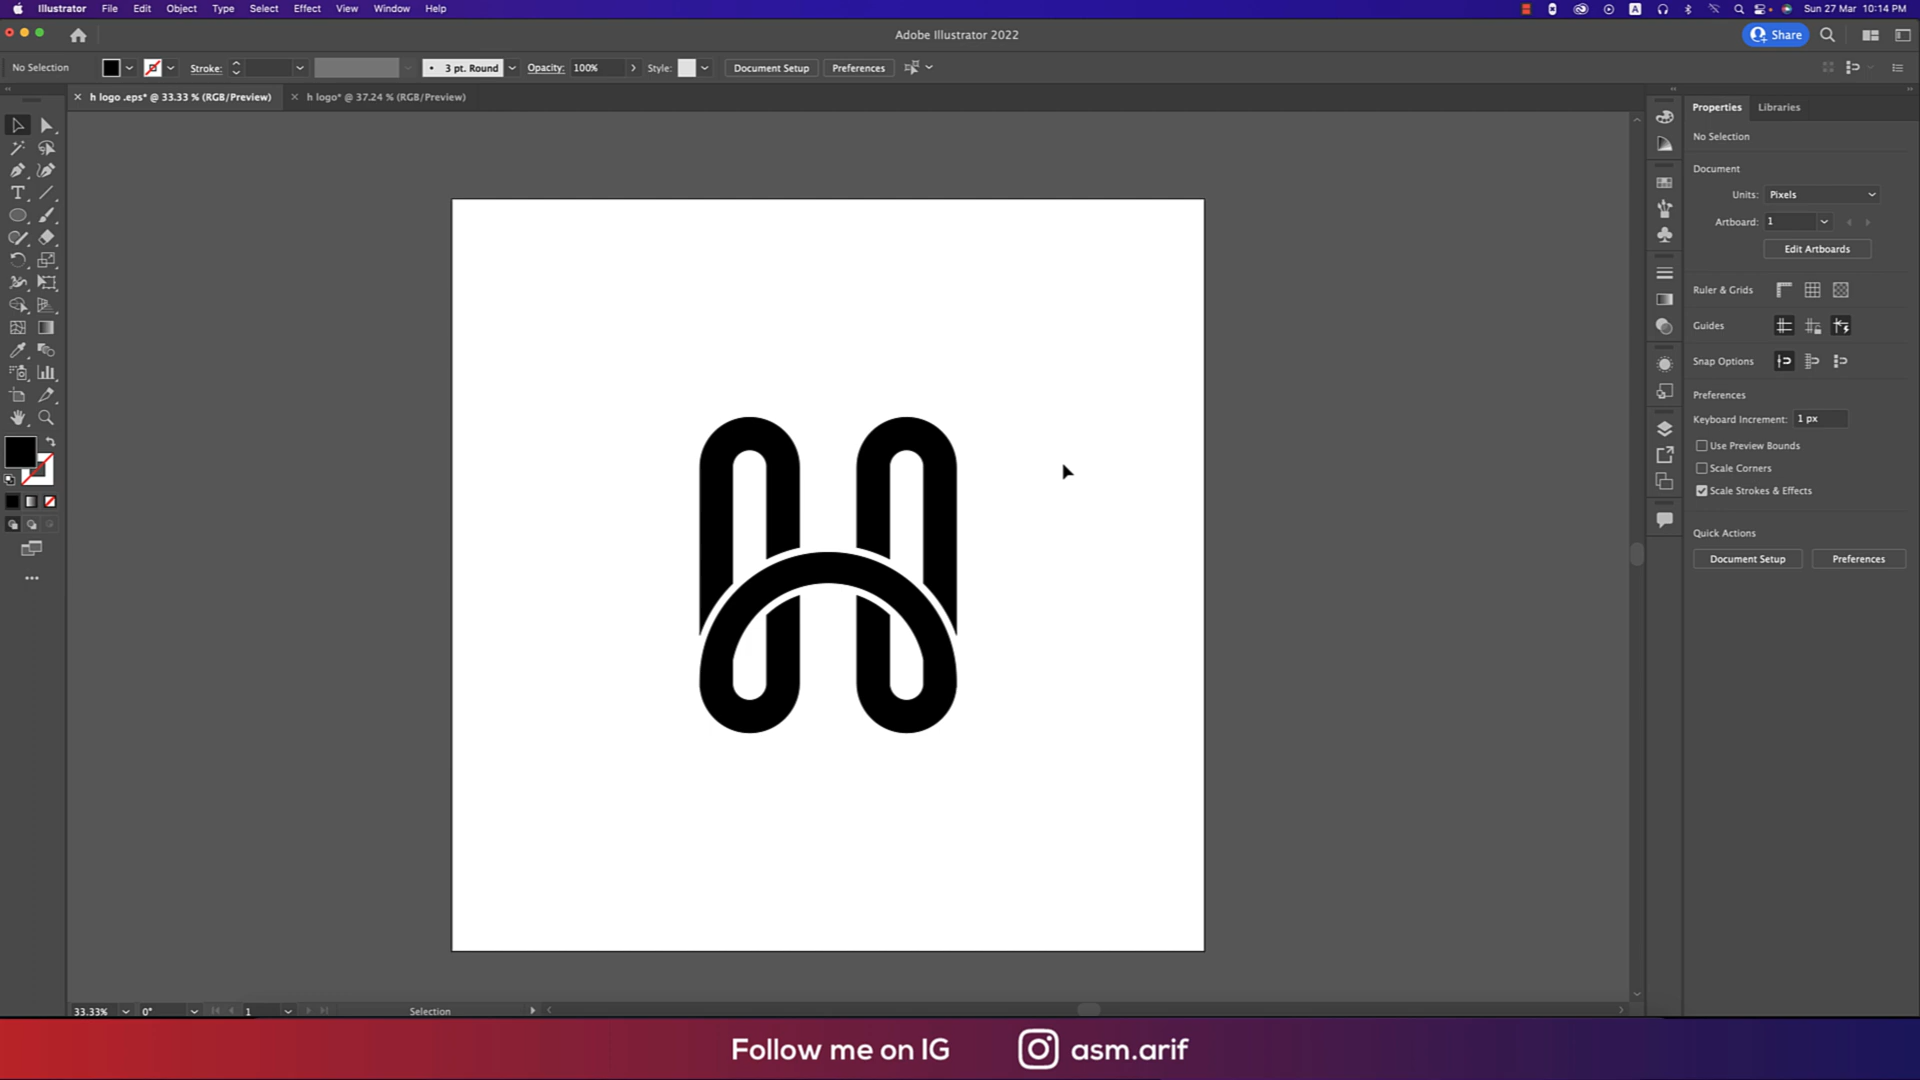 Illustrator File Edit Object Type Select Effect View Window Help
A
Sun 27 Mar 10:14 PM
Adobe Illustrator 2022
Share
No Selection
Stroke:
3 pt. Round
Opacity: 100%
Style:
Document Setup
Preferences
h logo .eps* @ 33.33 % (RGB/Preview)
h logo* @ 37.24 % (RGB/Preview)
Properties
Libraries
No Selection
Document
Units: Pixels
Artboard: 1
Edit Artboards
Ruler & Grids
Guides
Snap Options
Preferences
Keyboard Increment: 1 px
Use Preview Bounds
Scale Corners
Scale Strokes & Effects
Quick Actions
Document Setup
Preferences
T
33.33%
0°
1
Selection
Follow me on IG
asm.arif